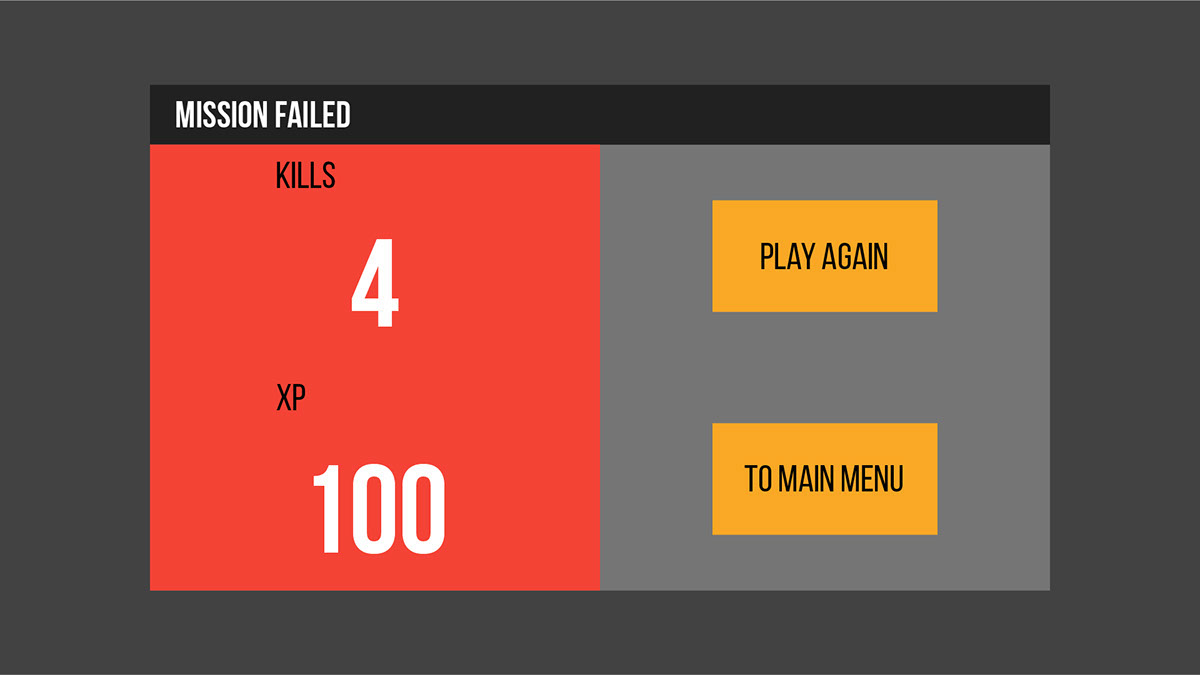 MISSION FAILED
KILLS
4
XP
100
PLAY AGAIN
TO MAIN MENU